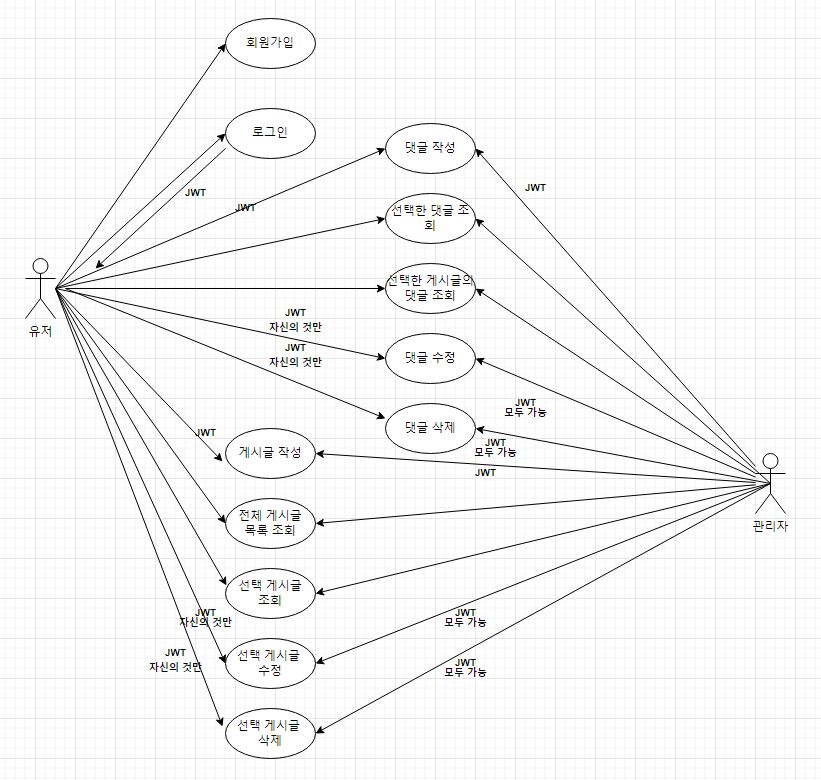 회원가입
로그인
JWT
JWT
댓글 작성
JWT
선택한 댓글 조
회
선택한 게시글의
댓글 조회
유저
JWT
자신의 것만
JWT
자신의 것만
댓글 수정
댓글 삭제
JWT
모두 가능
JWT
모두 가능
JWT
JWT
게시글 작성
전체 게시글
목록 조회
관리자
선택 게시글
조회
JWT
자신의 것만
JWT
모두 가능
선택 게시글
수정
JWT
자신의 것만
JWT
모두 가능
선택 게시글
삭제